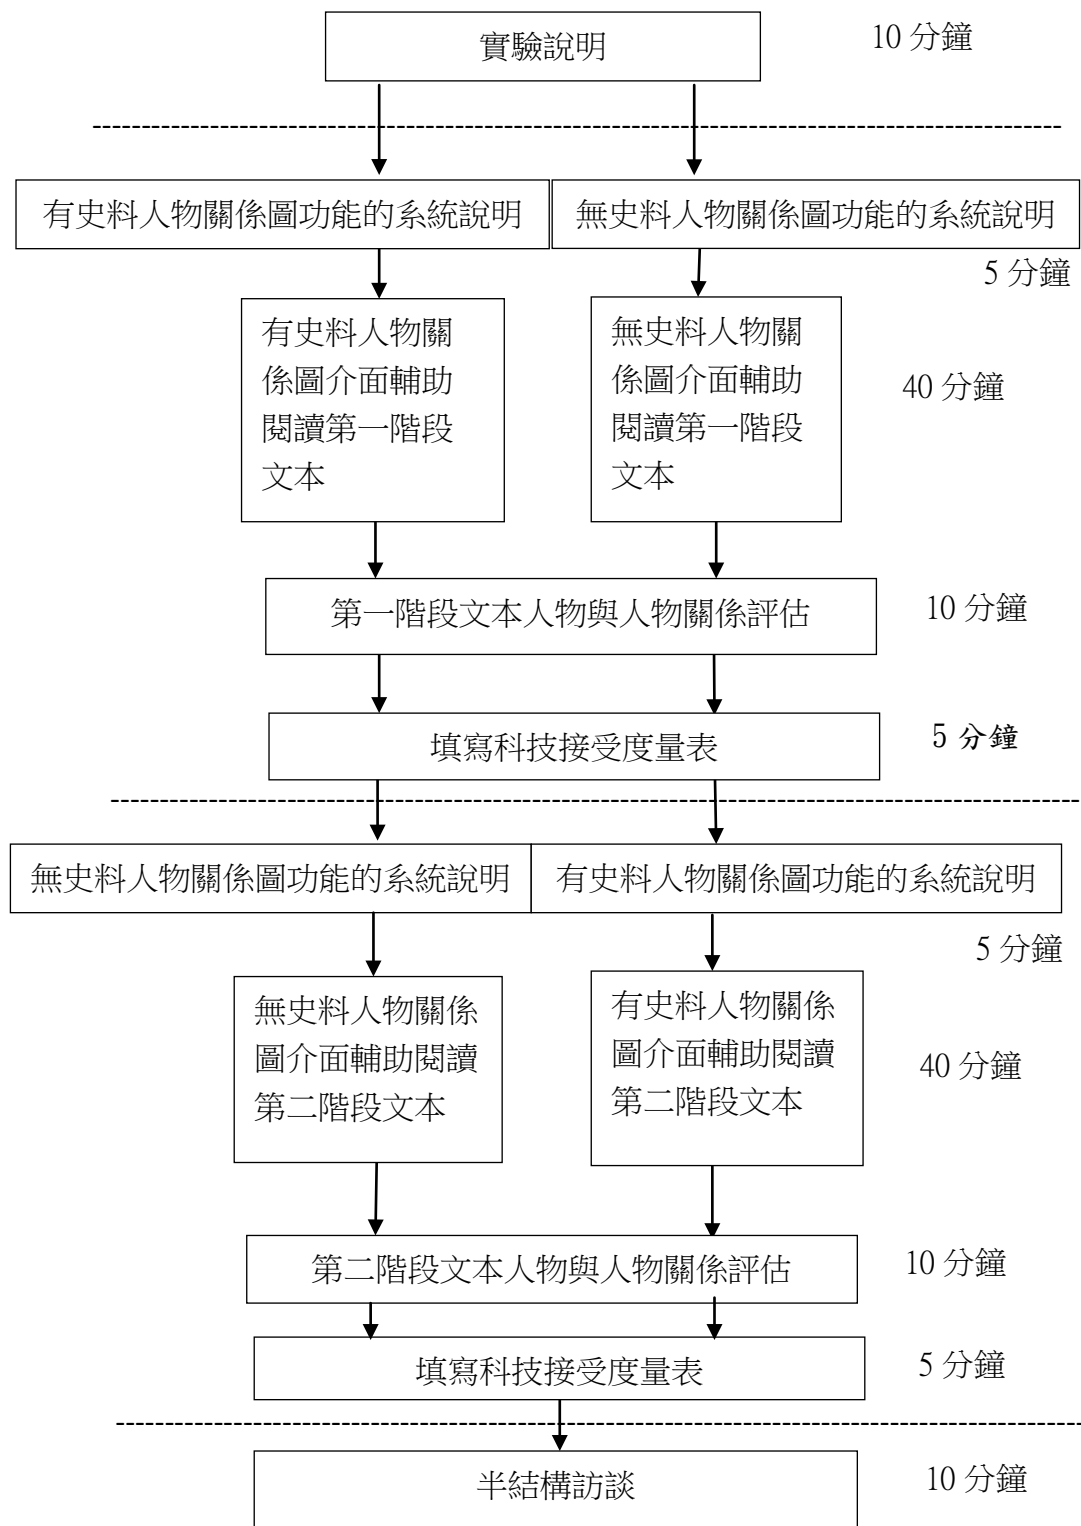 實驗說明
10 分鐘
有史料人物關係圖功能的系統說明
無史料人物關係圖功能的系統說明
5 分鐘
有史料人物關
係圖介面輔助
閱讀第一階段
文本
無史料人物關
係圖介面輔助
閱讀第一階段
文本
40 分鐘
第一階段文本人物與人物關係評估
10 分鐘
填寫科技接受度量表
5 分鐘
無史料人物關係圖功能的系統說明
有史料人物關係圖功能的系統說明
5 分鐘
無史料人物關係
圖介面輔助閱讀
第二階段文本
有史料人物關係
圖介面輔助閱讀
第二階段文本
40 分鐘
第二階段文本人物與人物關係評估
10 分鐘
填寫科技接受度量表
5 分鐘
半結構訪談
10 分鐘